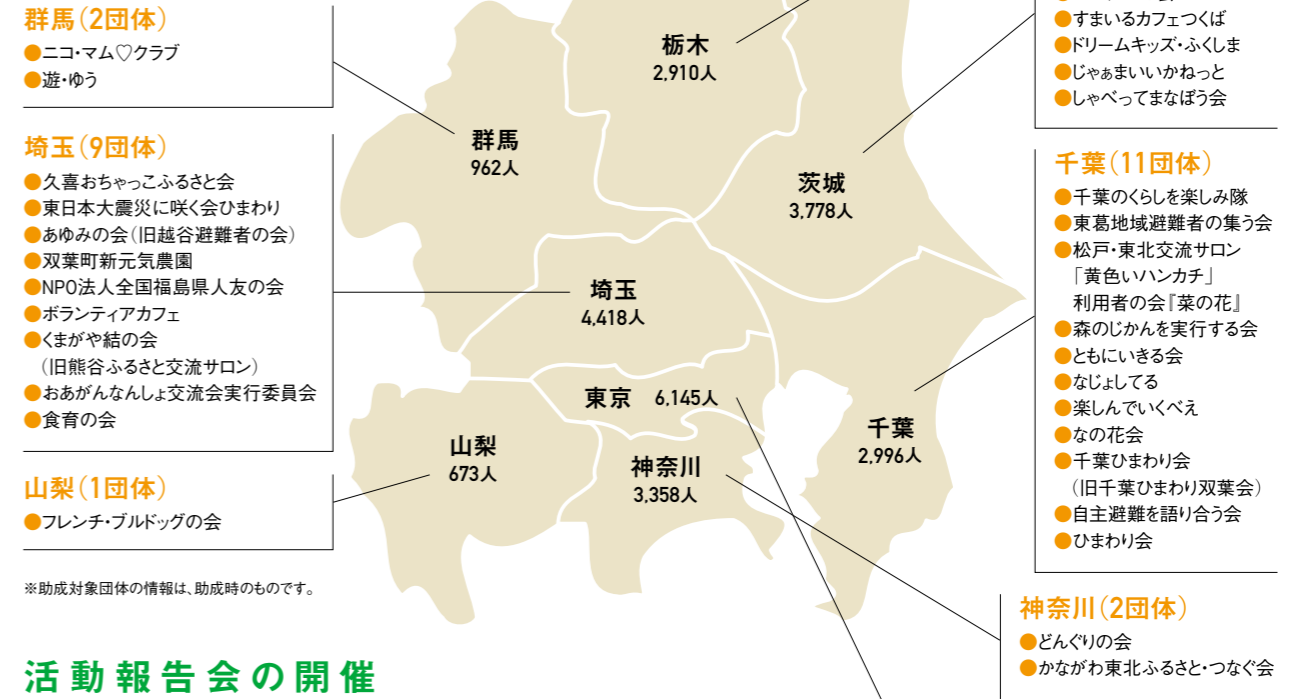 群馬（2団体）
●ニコ・マム♡クラブ
●遊・ゆう
埼玉（9団体）
●久喜おちゃっこふるさと会
●東日本大震災に咲く会ひまわり
●あゆみの会（旧越谷避難者の会）
●双葉町新元気農園
●NPO法人全国福島県人友の会
●ボランティアカフェ
●くまがや結の会
（旧熊谷ふるさと交流サロン）
●おあがんなんしょ交流会実行委員会
●食育の会
山梨（1団体）
●フレンチ・ブルドッグの会
※助成対象団体の情報は、助成時のものです。
活動報告会の開催
栃木
2,910人
群馬
962人
茨城
3,778人
埼玉
4,418人
東京 6,145人
山梨
673人
神奈川
3,358人
千葉
2,996人
●すまいるカフェつくば
●ドリームキッズ・ふくしま
●じゃぁまいいかねっと
●しゃべってまなぼう会
千葉（11団体）
●千葉のくらしを楽しみ隊
●東葛地域避難者の集う会
●松戸・東北交流サロン
「黄色いハンカチ」
利用者の会『菜の花』
●森のじかんを実行する会
●ともにいきる会
●なじょしてる
●楽しんでいくべえ
●なの花会
●千葉ひまわり会
（旧千葉ひまわり双葉会）
●自主避難を語り合う会
●ひまわり会
神奈川（2団体）
●どんぐりの会
●かながわ東北ふるさと・つなぐ会